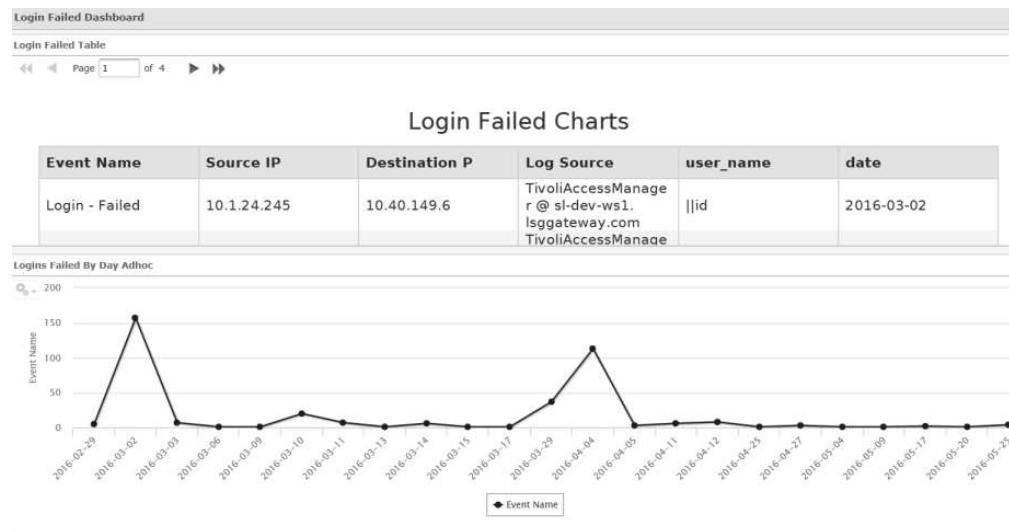 Login Failed Dashboard
Login Failed Table
Page 1 of 4
Login Failed Charts
Event Name Source IP Destination P Log Source user_name date
TivoliAccessManage
Login - Failed 10.1.24.245 10.40.149.6 r @ sl-dev-ws1. ||id 2016-03-02
lsggateway.com
TivoliAccessManage
Logins Failed By Day Adhoc
200
150
100
50
0
Event Name
2016-02-29 2016-03-02 2016-03-03 2016-03-06 2016-03-09 2016-03-10 2016-03-11 2016-03-13 2016-03-14 2016-03-15 2016-03-17 2016-03-29 2016-04-04 2016-04-05 2016-04-11 2016-04-12 2016-04-25 2016-04-27 2016-05-04 2016-05-09 2016-05-17 2016-05-20 2016-05-25
Event Name